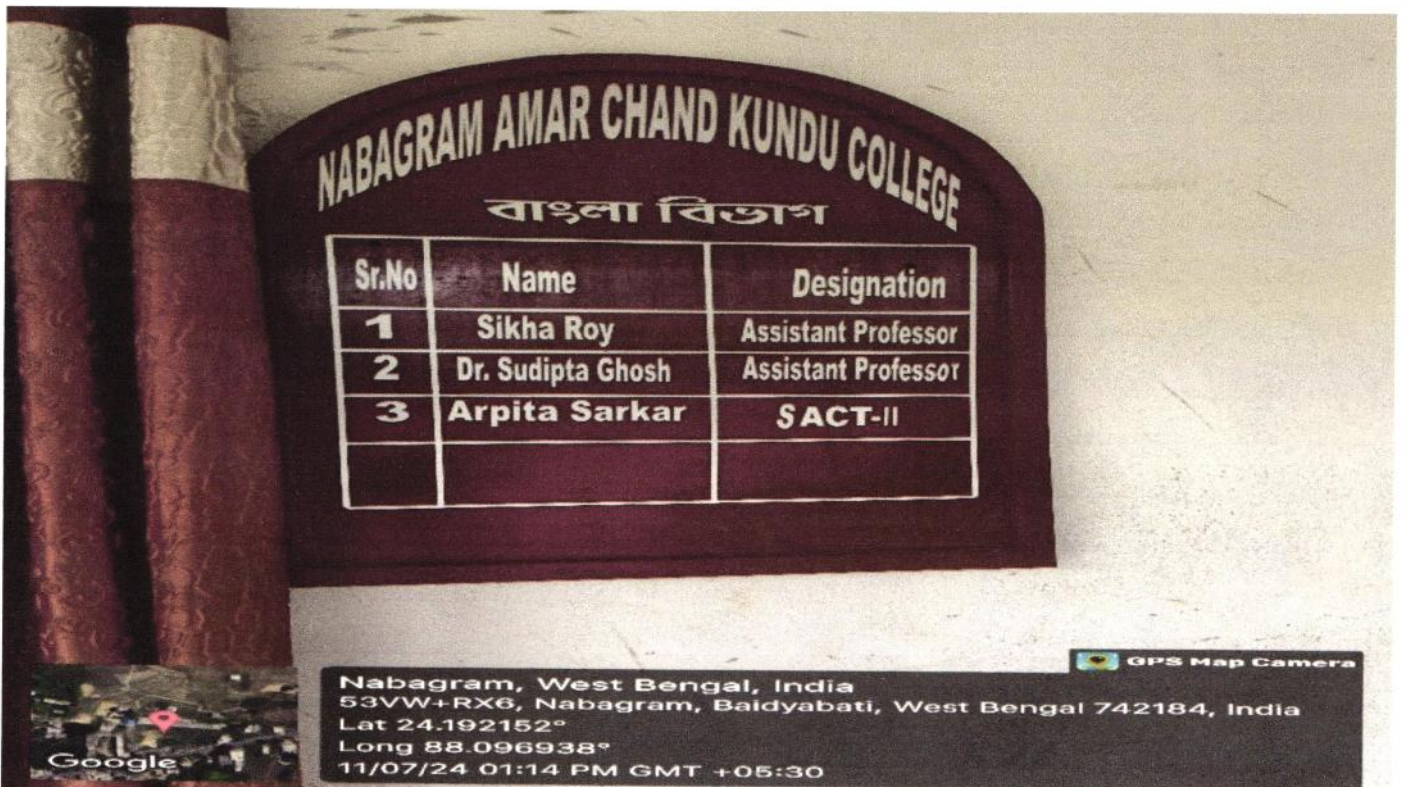 NABAGRAM AMAR CHAND KUNDU COLLEGE
বাংলা বিভাগ
Sr.No Name Designation
1 Sikha Roy Assistant Professor
2 Dr. Sudipta Ghosh Assistant Professor
3 Arpita Sarkar SACT-II
GPS Map Camera
Nabagram, West Bengal, India
53VW+RX6, Nabagram, Baidyabati, West Bengal 742184, India
Lat 24.192152°
Long 88.096938°
11/07/24 01:14 PM GMT +05:30
Google